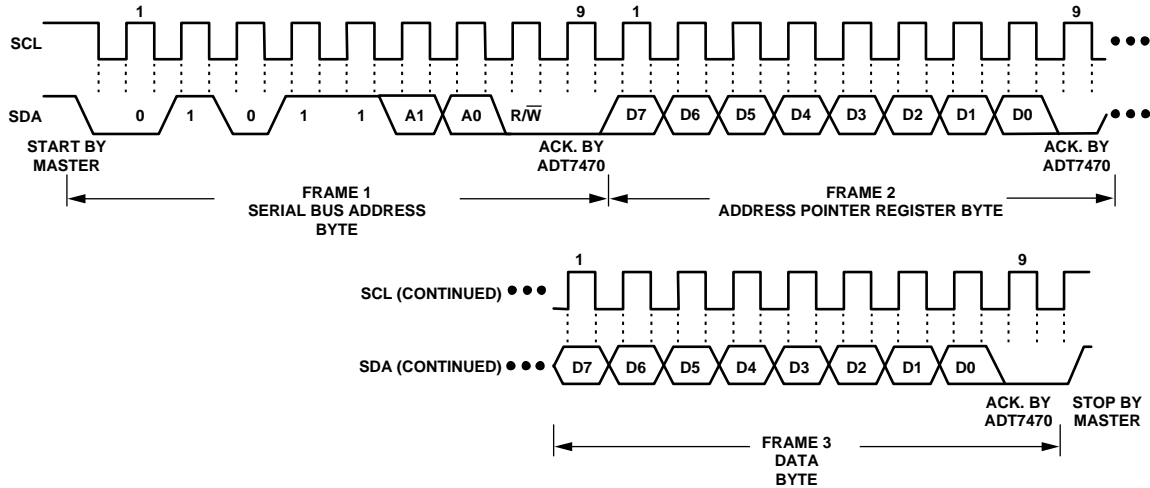 1 9 1 9
SCL
SDA 0 1 0 1 1 A1 A0 R/W̅ D7 D6 D5 D4 D3 D2 D1 D0
START BY
MASTER
ACK. BY
ADT7470
ACK. BY
ADT7470
FRAME 1
SERIAL BUS ADDRESS
BYTE
FRAME 2
ADDRESS POINTER REGISTER BYTE
1 9
SCL (CONTINUED)
SDA (CONTINUED) D7 D6 D5 D4 D3 D2 D1 D0
ACK. BY
ADT7470
STOP BY
MASTER
FRAME 3
DATA
BYTE